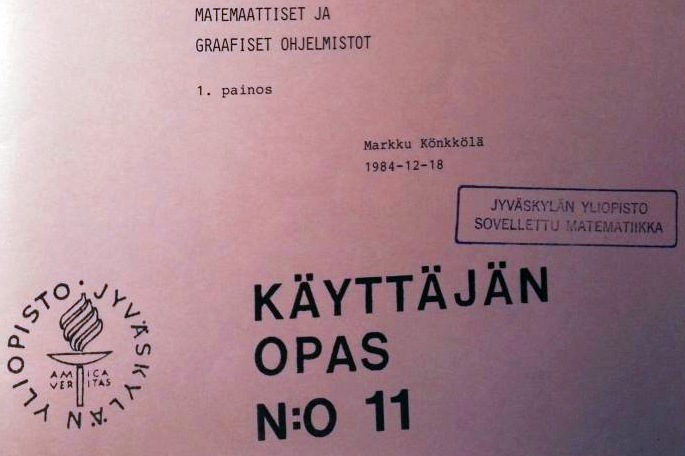 MATEMAATTISET JA
GRAAFISET OHJELMISTOT
1. painos
Markku Könkkölä
1984-12-18
JYVÄSKYLÄN YLIOPISTO
SOVELLETTU MATEMATIIKKA
KÄYTTÄJÄN
OPAS
N:O 11
JYVÄSKYLÄN YLIOPISTO
AMICA
VERITAS